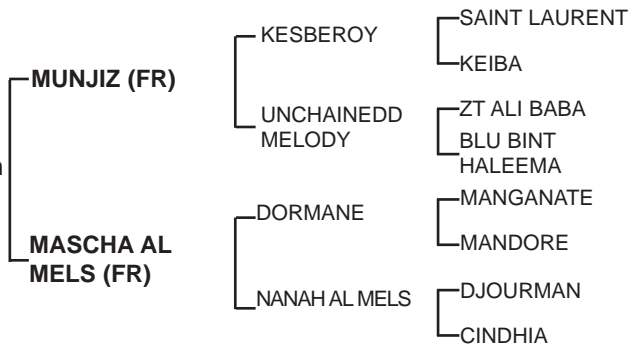 MUNJIZ (FR)
MASCHA AL
MELS (FR)
KESBEROY
UNCHAINEDD
MELODY
DORMANE
NANAH AL MELS
SAINT LAURENT
KEIBA
ZT ALI BABA
BLU BINT
HALEEMA
MANGANATE
MANDORE
DJOURMAN
CINDHIA